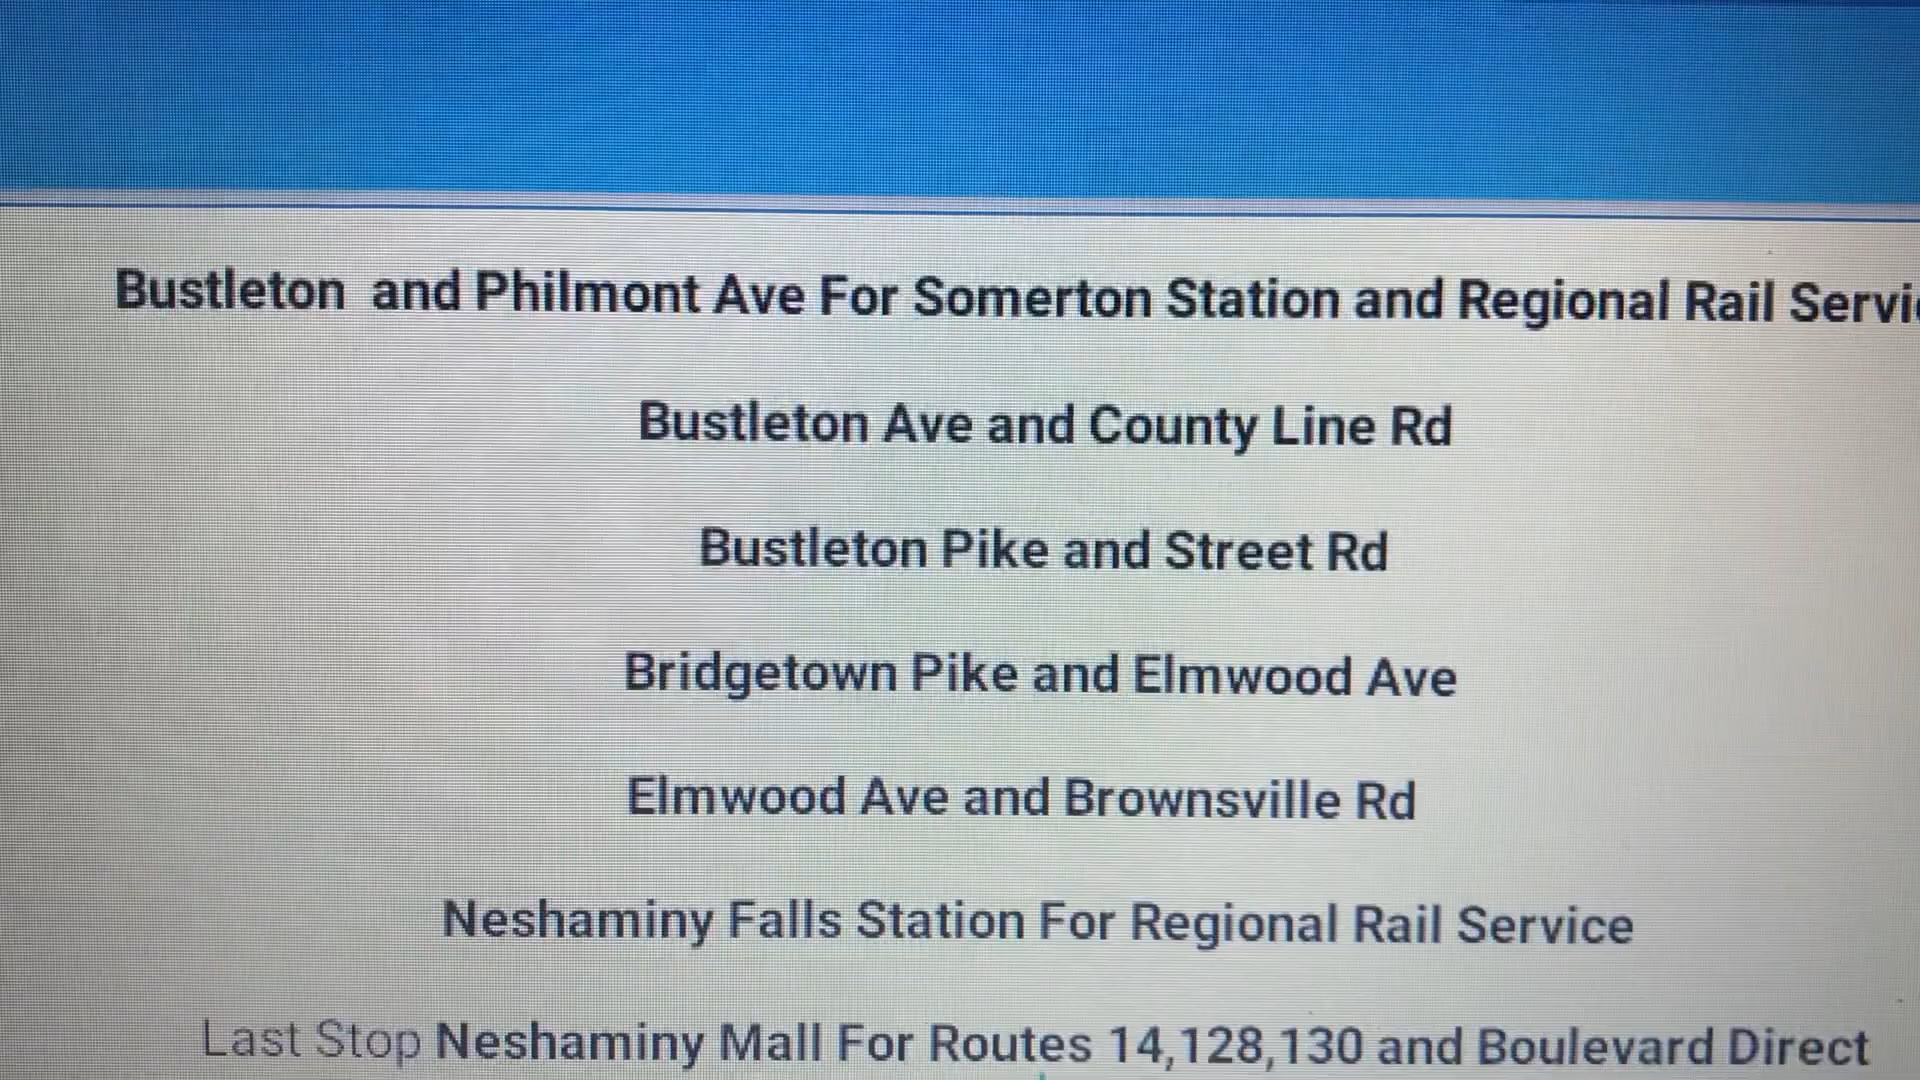 Bustleton and Philmont Ave For Somerton Station and Regional Rail
Bustleton Ave and County Line Rd
Bustleton Pike and Street Rd
Bridgetown Pike and Elmwood Ave
Elmwood Ave and Brownsville Rd
Neshaminy Falls Station For Regional Rail Service
Last Stop Neshaminy Mall For Routes 14,128,130 and Boulevard Direct